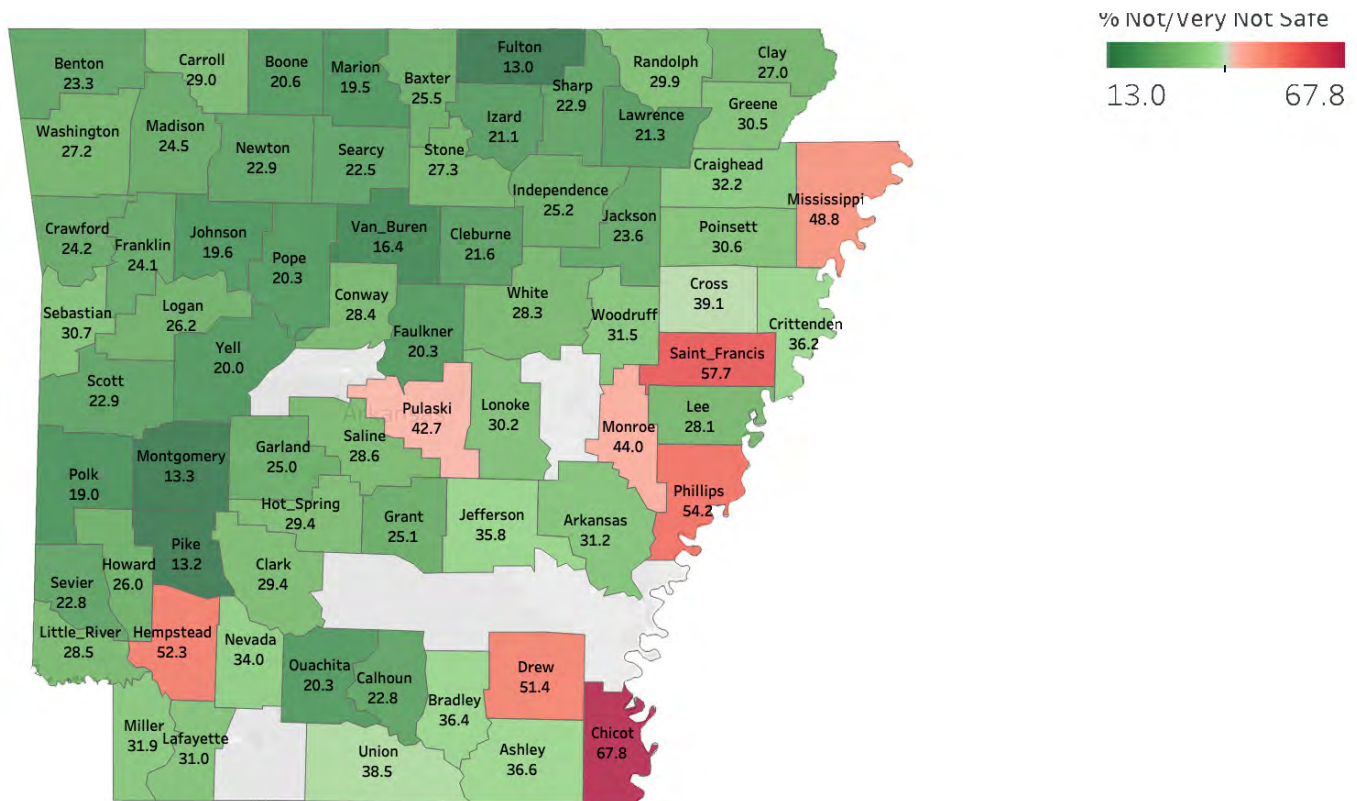 % Not/Very Not Safe
13.0 67.8
Benton
23.3
Carroll
29.0
Boone
20.6
Marion
19.5
Baxter
25.5
Fulton
13.0
Sharp
22.9
Randolph
29.9
Clay
27.0
Washington
27.2
Madison
24.5
Newton
22.9
Searcy
22.5
Stone
27.3
Izard
21.1
Lawrence
21.3
Greene
30.5
Craighead
32.2
Mississippi
48.8
Crawford
24.2
Franklin
24.1
Johnson
19.6
Pope
20.3
Van_Buren
16.4
Cleburne
21.6
Independence
25.2
Jackson
23.6
Poinsett
30.6
Sebastian
30.7
Logan
26.2
Conway
28.4
Faulkner
20.3
White
28.3
Woodruff
31.5
Cross
39.1
Crittenden
36.2
Scott
22.9
Yell
20.0
Saint_Francis
57.7
Pulaski
42.7
Lonoke
30.2
Monroe
44.0
Lee
28.1
Polk
19.0
Montgomery
13.3
Garland
25.0
Saline
28.6
Phillips
54.2
Hot_Spring
29.4
Grant
25.1
Jefferson
35.8
Arkansas
31.2
Sevier
22.8
Howard
26.0
Pike
13.2
Clark
29.4
Little_River
28.5
Hempstead
52.3
Nevada
34.0
Ouachita
20.3
Calhoun
22.8
Bradley
36.4
Drew
51.4
Chicot
67.8
Miller
31.9
Lafayette
31.0
Union
38.5
Ashley
36.6